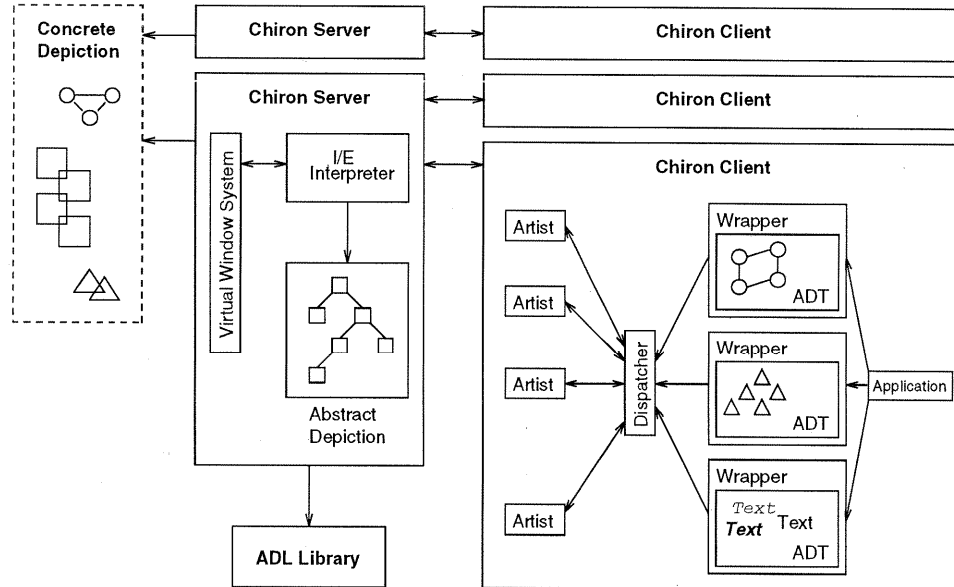 Concrete
Depiction
Chiron Server
Chiron Client
Chiron Server
Chiron Client
Chiron Client
Virtual Window System
I/E
Interpreter
Abstract
Depiction
ADL Library
Artist
Artist
Artist
Artist
Dispatcher
Wrapper
ADT
Wrapper
ADT
Wrapper
Text
Text Text
ADT
Application